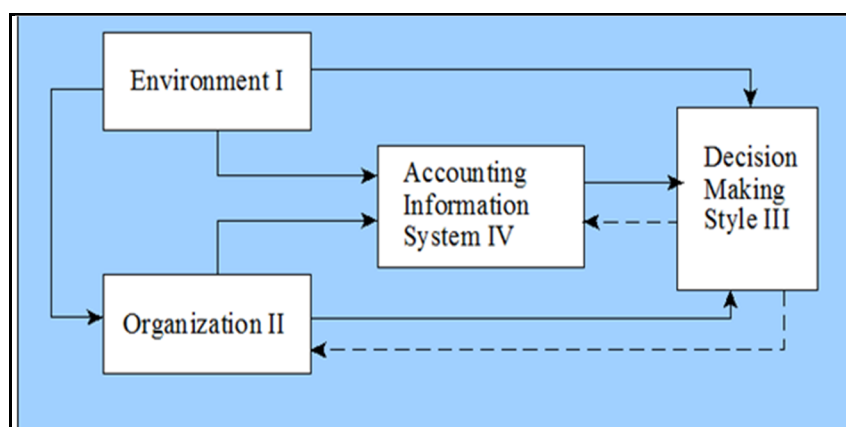 Environment I
Accounting
Information
System IV
Decision
Making
Style III
Organization II